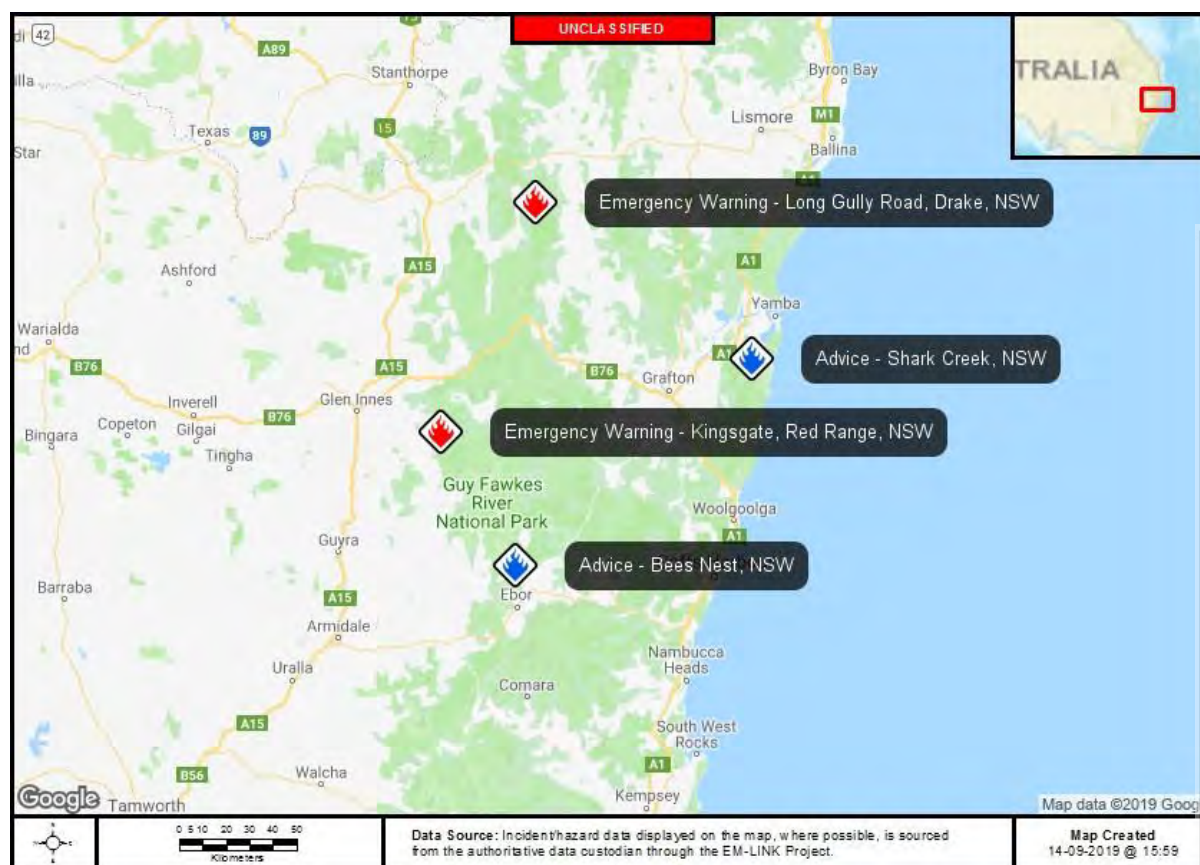 UNCLASSIFIED
42
A89
A15
Stanthorpe
Byron Bay
TRALIA
Texas
89
15
Lismore
M1
Ballina
Star
Emergency Warning - Long Gully Road, Drake, NSW
A15
A1
Ashford
Yamba
Warialda
B76
A15
B76
A1
Advice - Shark Creek, NSW
Grafton
Inverell
B76
Glen Innes
Copeton
Gilgai
Bingara
Tingha
Emergency Warning - Kingsgate, Red Range, NSW
Guy Fawkes
River
National Park
Woolgoolga
A1
Guyra
Advice - Bees Nest, NSW
Barraba
A15
Ebor
Armidale
Uralla
Nambucca
Heads
Comara
A15
South West
Rocks
B56
Walcha
A1
Google
Tamworth
Kempsey
Map data ©2019 Goog
0 5 10 20 30 40 50
Kilometers
Data Source: Incident/hazard data displayed on the map, where possible, is sourced
from the authoritative data custodian through the EM-LINK Project.
Map Created
14-09-2019 @ 15:59